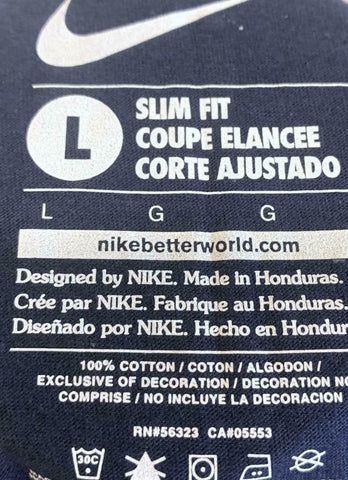 L
SLIM FIT
COUPE ELANCEE
CORTE AJUSTADO
L G G
nikebetterworld.com
Designed by NIKE. Made in Honduras.
Crée par NIKE. Fabrique au Honduras.
Diseñado por NIKE. Hecho en Hondur
100% COTTON / COTON / ALGODON /
EXCLUSIVE OF DECORATION / DECORATION NO
COMPRISE / NO INCLUYE LA DECORACION
RN#56323 CA#05553
30C